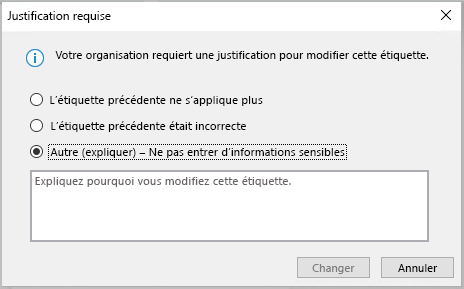 Justification requise
Votre organisation requiert une justification pour modifier cette étiquette.
L'étiquette précédente ne s'applique plus
L'étiquette précédente était incorrecte
Autre (expliquer) – Ne pas entrer d'informations sensibles
Expliquez pourquoi vous modifiez cette étiquette.
Changer
Annuler